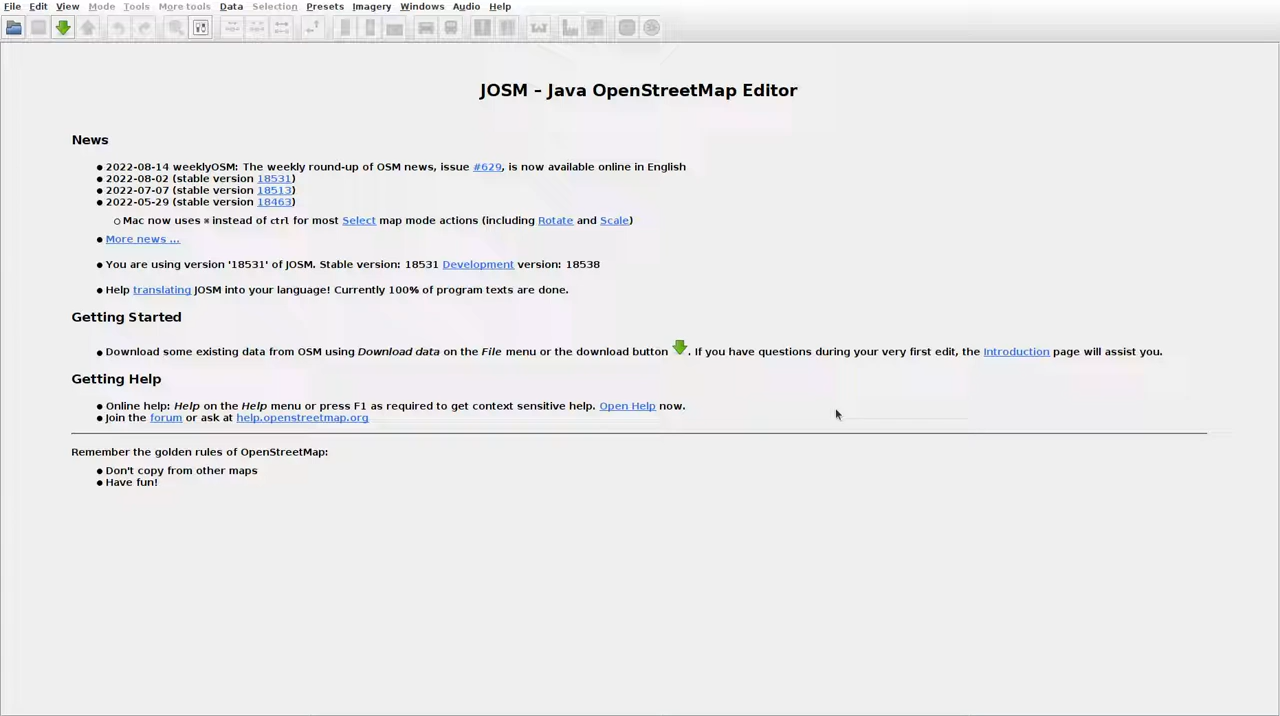 File Edit View Mode Tools More tools Data Selection Presets Imagery Windows Audio Help
JOSM – Java OpenStreetMap Editor
News
2022-08-14 weeklyOSM: The weekly round-up of OSM news, issue #629, is now available online in English
2022-08-02 (stable version 18531)
2022-07-07 (stable version 18513)
2022-05-29 (stable version 18463)
Mac now uses ⌘ instead of ctrl for most Select map mode actions (including Rotate and Scale)
More news ...
You are using version '18531' of JOSM. Stable version: 18531 Development version: 18538
Help translating JOSM into your language! Currently 100% of program texts are done.
Getting Started
Download some existing data from OSM using Download data on the File menu or the download button . If you have questions during your very first edit, the Introduction page will assist you.
Getting Help
Online help: Help on the Help menu or press F1 as required to get context sensitive help. Open Help now.
Join the forum or ask at help.openstreetmap.org
Remember the golden rules of OpenStreetMap:
Don't copy from other maps
Have fun!